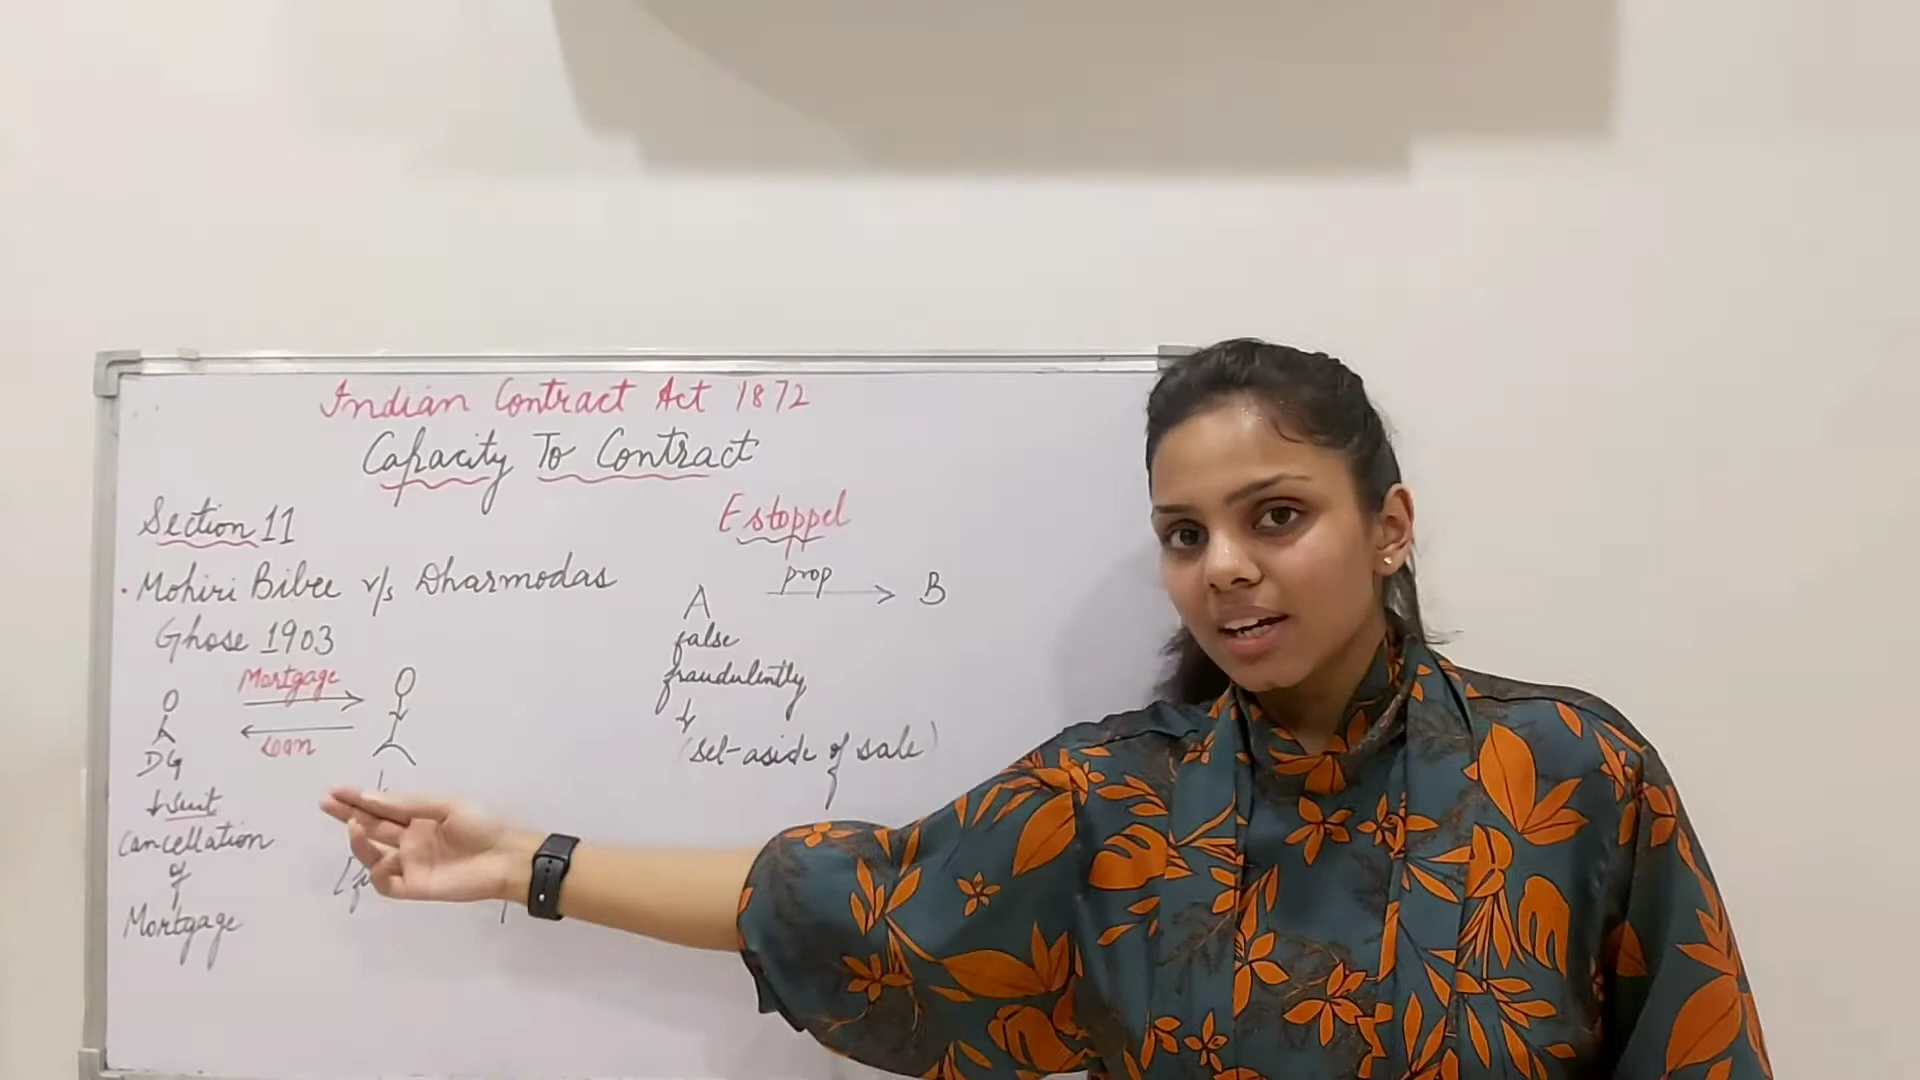 Indian Contract Act 1872
Capacity To Contract
Section 11
Mohiri Bibee v/s Dharmodas
Ghose 1903
Mortgage
Loan
DG
suit
Cancellation
of
Mortgage
Estoppel
A prop B
false
fraudulently
(set-aside of sale)